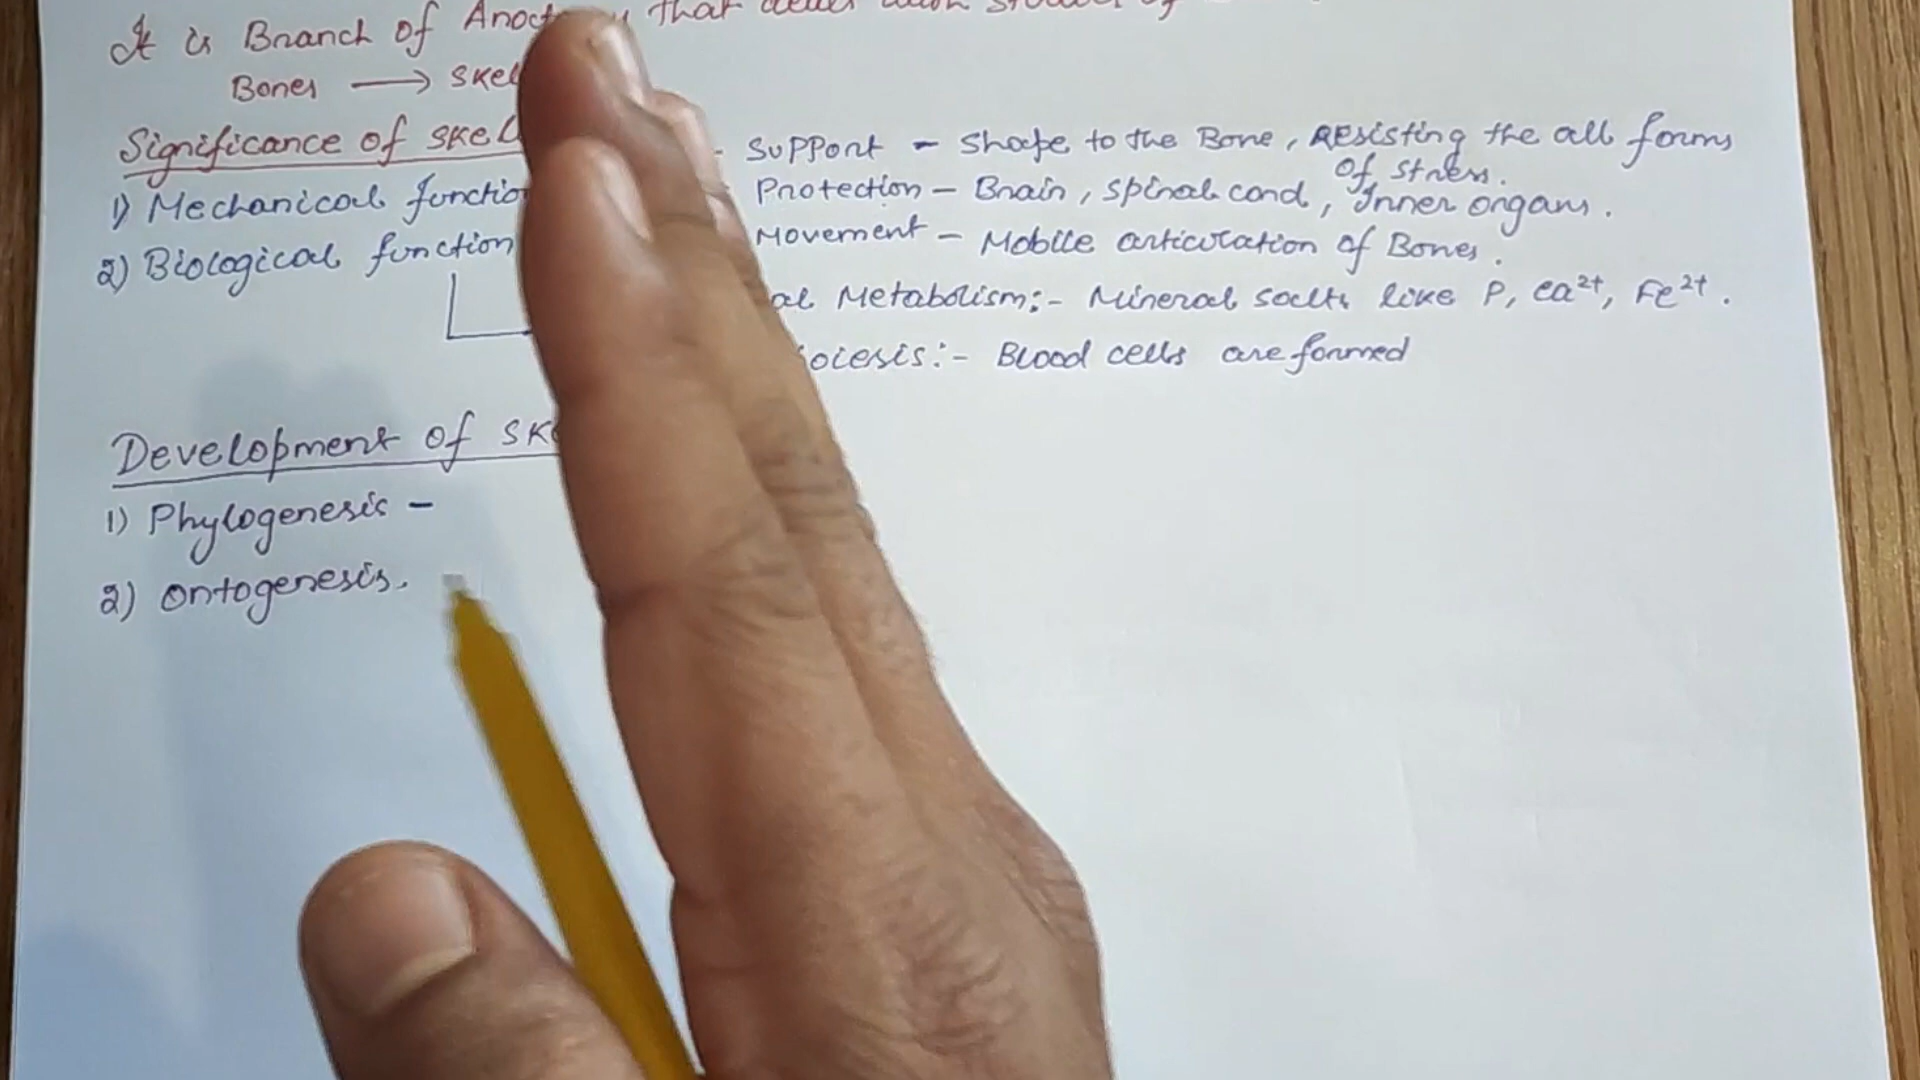 It is Branch of that
Bones → Skel
Significance of Skel
Support - Shape to the Bone, Resisting the all forms
of stress.
1) Mechanical functio
Protection - Brain, spinal cord, Inner organs.
2) Biological function
Movement - Mobile articulation of Bones.
al Metabolism:- Mineral salts like P, Ca²⁺, Fe²⁺.
oiesis:- Blood cells are formed
Development of Ske
1) Phylogenesis -
2) Ontogenesis.